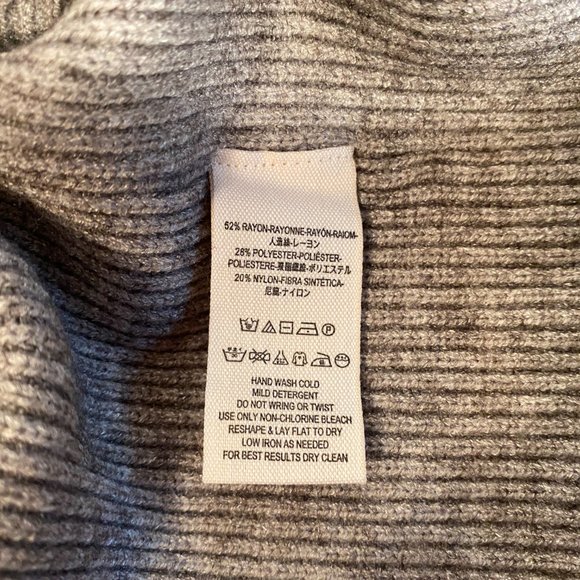 52% RAYON-RAYONNE-RAYÓN-RAIOM-
人造絲-レーヨン
28% POLYESTER-POLIÉSTER-
POLIESTERE-聚酯纖維-ポリエステル
20% NYLON-FIBRA SINTÉTICA-
尼龍-ナイロン
HAND WASH COLD
MILD DETERGENT
DO NOT WRING OR TWIST
USE ONLY NON-CHLORINE BLEACH
RESHAPE & LAY FLAT TO DRY
LOW IRON AS NEEDED
FOR BEST RESULTS DRY CLEAN